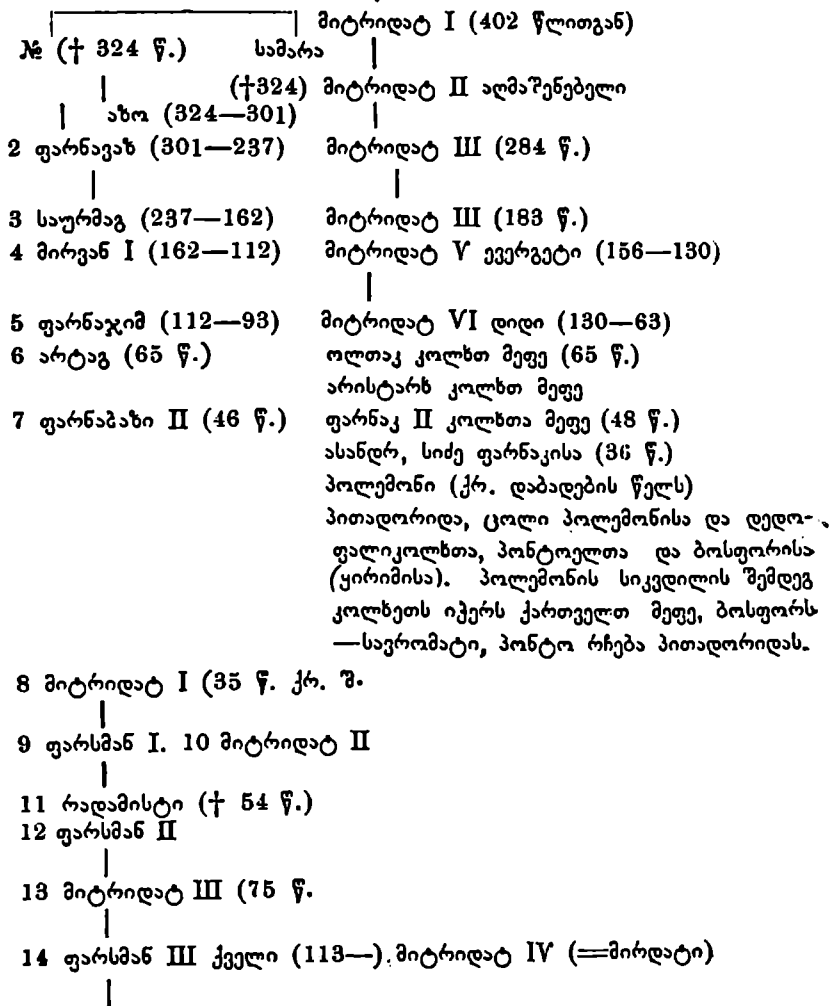 მიტრიდატ I (402 წლითგან)
№ († 324 წ.) სამარა
(†324) მიტრიდატ II აღმაშენებელი
აზო (324—301)
2 ფარნავაზ (301—237) მიტრიდატ III (284 წ.)
3 საურმაგ (237—162) მიტრიდატ III (183 წ.)
4 მირვან I (162—112) მიტრიდატ V ევერგეტი (156—130)
5 ფარნაჯიმ (112—93) მიტრიდატ VI დიდი (130—63)
6 არტაგ (65 წ.) ოლთაკ კოლხთ მეფე (65 წ.)
არისტარხ კოლხთ მეფე
7 ფარნაბაზი II (46 წ.) ფარნაკ II კოლხთა მეფე (48 წ.)
ასანდრ, სიძე ფარნაკისა (36 წ.)
პოლემონი (ქრ. დაბადების წელს)
პითადორიდა, ცოლი პოლემონისა და დედო-
ფალიკოლხთა, პონტოელთა და ბოსფორისა
(ყირიმისა). პოლემონის სიკვდილის შემდეგ
კოლხეთს იჭერს ქართველთ მეფე, ბოსფორს
—სავრომატი, პონტო რჩება პითადორიდას.
8 მიტრიდატ I (35 წ. ქრ. შ.
9 ფარსმან I. 10 მიტრიდატ II
11 რადამისტი († 54 წ.)
12 ფარსმან II
13 მიტრიდატ III (75 წ.
14 ფარსმან III ქველი (113—). მიტრიდატ IV (=მირდატი)